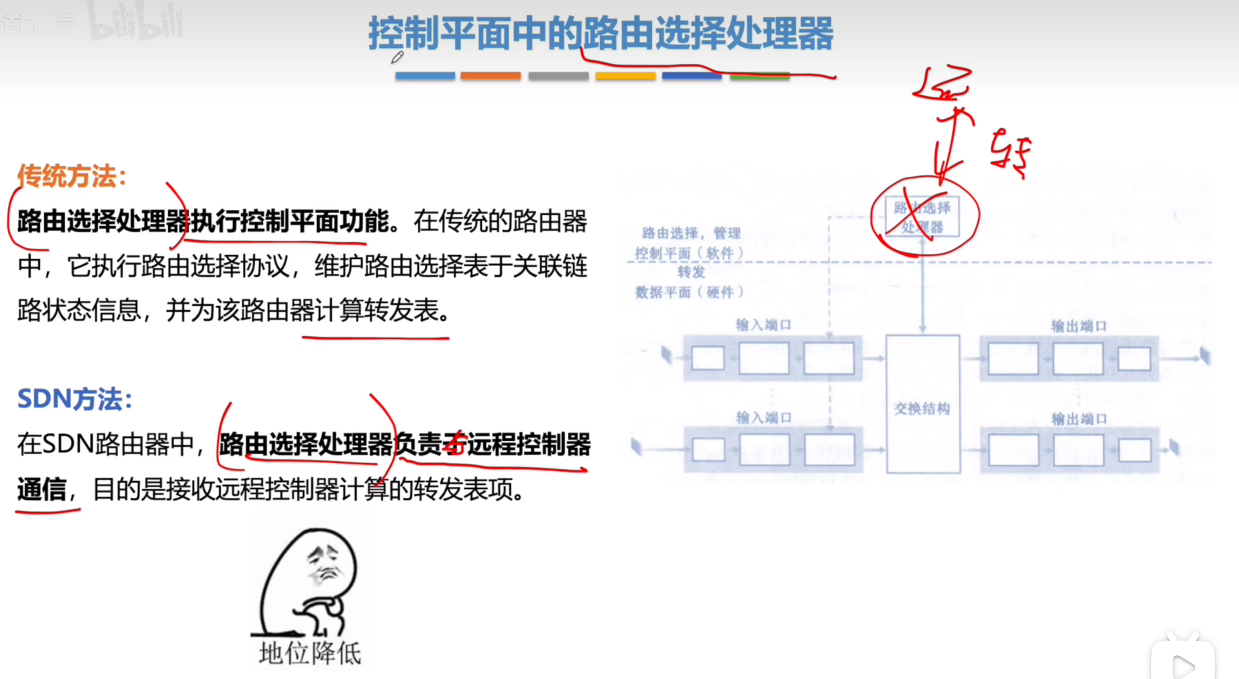 bilibili
控制平面中的路由选择处理器
传统方法：
路由选择处理器执行控制平面功能。在传统的路由器
中，它执行路由选择协议，维护路由选择表于关联链
路状态信息，并为该路由器计算转发表。
SDN方法：
在SDN路由器中，路由选择处理器负责于与远程控制器
通信，目的是接收远程控制器计算的转发表项。
地位降低
远
转
路由选择
处理器
路由选择，管理
控制平面（软件）
转发
数据平面（硬件）
输入端口
输出端口
交换结构
输入端口
输出端口